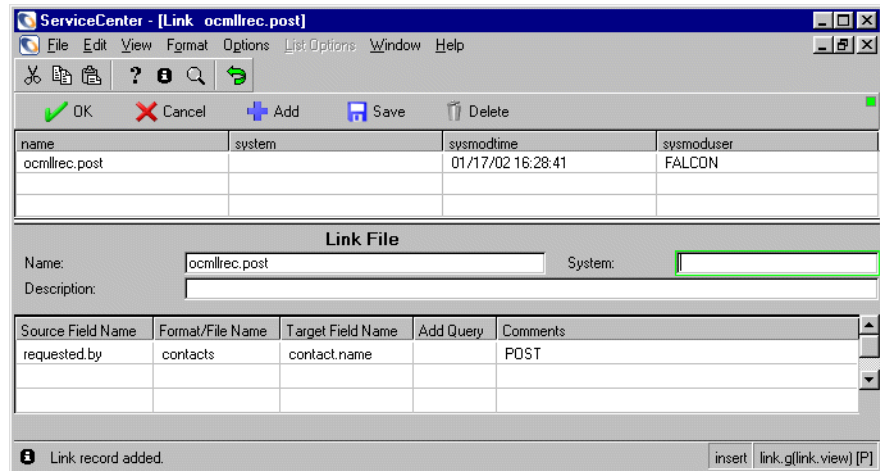 ServiceCenter - [Link ocmllrec.post]
File Edit View Format Options List Options Window Help
OK Cancel Add Save Delete
name system sysmodtime sysmoduser
ocmllrec.post 01/17/02 16:28:41 FALCON
Link File
Name: ocmllrec.post System:
Description:
Source Field Name Format/File Name Target Field Name Add Query Comments
requested.by contacts contact.name POST
Link record added. insert link.g(link.view) [P]